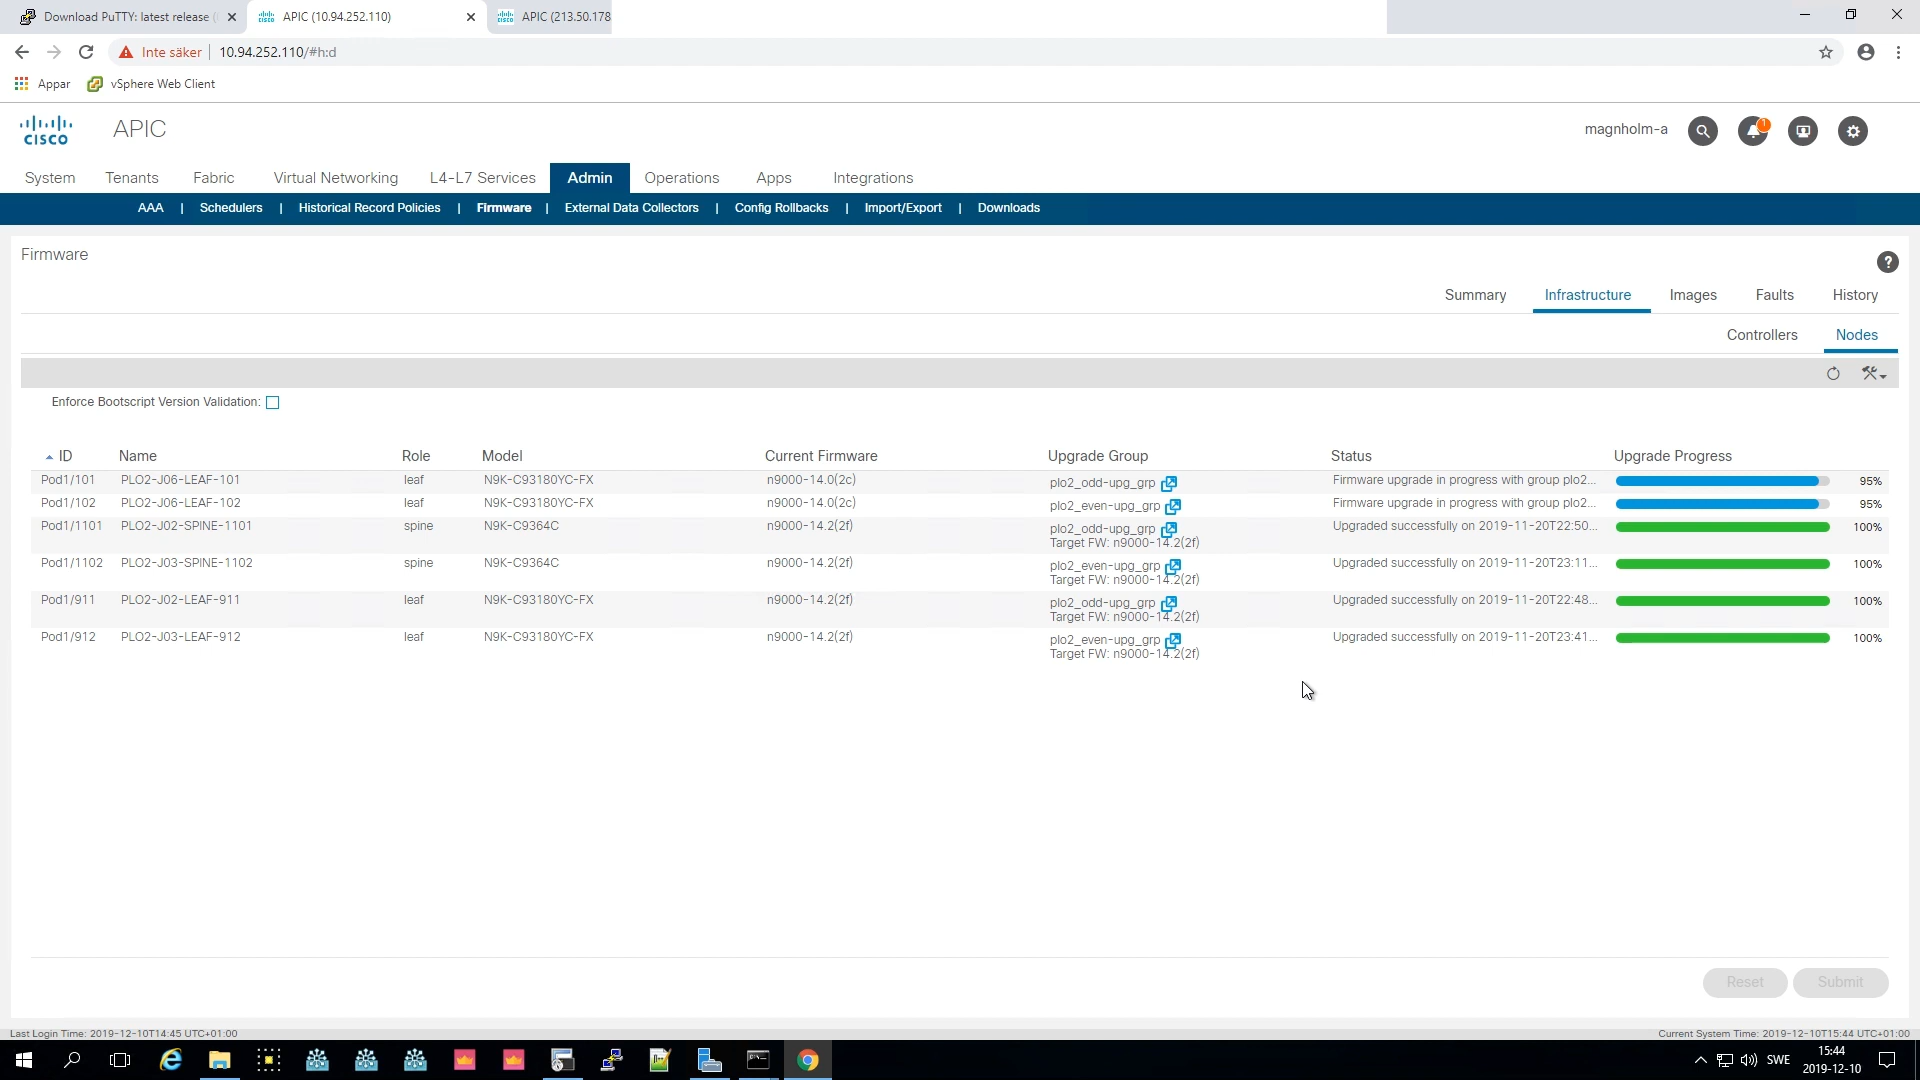 Download PuTTY: latest release (
APIC (10.94.252.110)
APIC (213.50.178
Inte säker
10.94.252.110/#h:d
Appar
vSphere Web Client
CISCO
APIC
magnholm-a
1
System
Tenants
Fabric
Virtual Networking
L4-L7 Services
Admin
Operations
Apps
Integrations
AAA | Schedulers | Historical Record Policies | Firmware | External Data Collectors | Config Rollbacks | Import/Export | Downloads
Firmware
?
Summary
Infrastructure
Images
Faults
History
Controllers
Nodes
Enforce Bootscript Version Validation:
ID Name Role Model Current Firmware Upgrade Group Status Upgrade Progress
Pod1/101 PLO2-J06-LEAF-101 leaf N9K-C93180YC-FX n9000-14.0(2c) plo2_odd-upg_grp Firmware upgrade in progress with group plo2... 95%
Pod1/102 PLO2-J06-LEAF-102 leaf N9K-C93180YC-FX n9000-14.0(2c) plo2_even-upg_grp Firmware upgrade in progress with group plo2... 95%
Pod1/1101 PLO2-J02-SPINE-1101 spine N9K-C9364C n9000-14.2(2f) plo2_odd-upg_grp Upgraded successfully on 2019-11-20T22:50... 100%
Target FW: n9000-14.2(2f)
Pod1/1102 PLO2-J03-SPINE-1102 spine N9K-C9364C n9000-14.2(2f) plo2_even-upg_grp Upgraded successfully on 2019-11-20T23:11... 100%
Target FW: n9000-14.2(2f)
Pod1/911 PLO2-J02-LEAF-911 leaf N9K-C93180YC-FX n9000-14.2(2f) plo2_odd-upg_grp Upgraded successfully on 2019-11-20T22:48... 100%
Target FW: n9000-14.2(2f)
Pod1/912 PLO2-J03-LEAF-912 leaf N9K-C93180YC-FX n9000-14.2(2f) plo2_even-upg_grp Upgraded successfully on 2019-11-20T23:41... 100%
Target FW: n9000-14.2(2f)
Reset
Submit
Last Login Time: 2019-12-10T14:45 UTC+01:00
Current System Time: 2019-12-10T15:44 UTC+01:00
SWE
15:44
2019-12-10